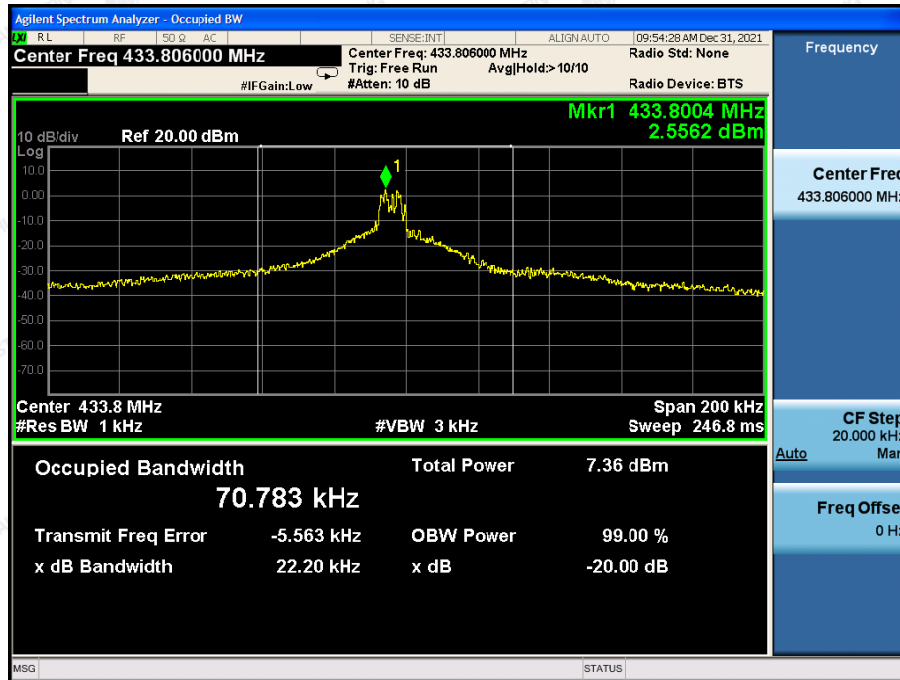 Agilent Spectrum Analyzer - Occupied BW
LXI RL RF 50 Ω AC SENSE:INT ALIGNAUTO 09:54:28 AM Dec 31, 2021
Center Freq 433.806000 MHz
Center Freq: 433.806000 MHz Radio Std: None
Trig: Free Run Avg|Hold:>10/10
#IFGain:Low #Atten: 10 dB Radio Device: BTS
Frequency
Mkr1 433.8004 MHz
10 dB/div Ref 20.00 dBm 2.5562 dBm
Log
10.0
0.00
-10.0
-20.0
-30.0
-40.0
-50.0
-60.0
-70.0
1
Center 433.8 MHz Span 200 kHz
#Res BW 1 kHz #VBW 3 kHz Sweep 246.8 ms
Occupied Bandwidth Total Power 7.36 dBm
70.783 kHz
Transmit Freq Error -5.563 kHz OBW Power 99.00 %
x dB Bandwidth 22.20 kHz x dB -20.00 dB
Center Freq
433.806000 MHz
CF Step
20.000 kHz
Auto Man
Freq Offse
0 Hz
MSG STATUS